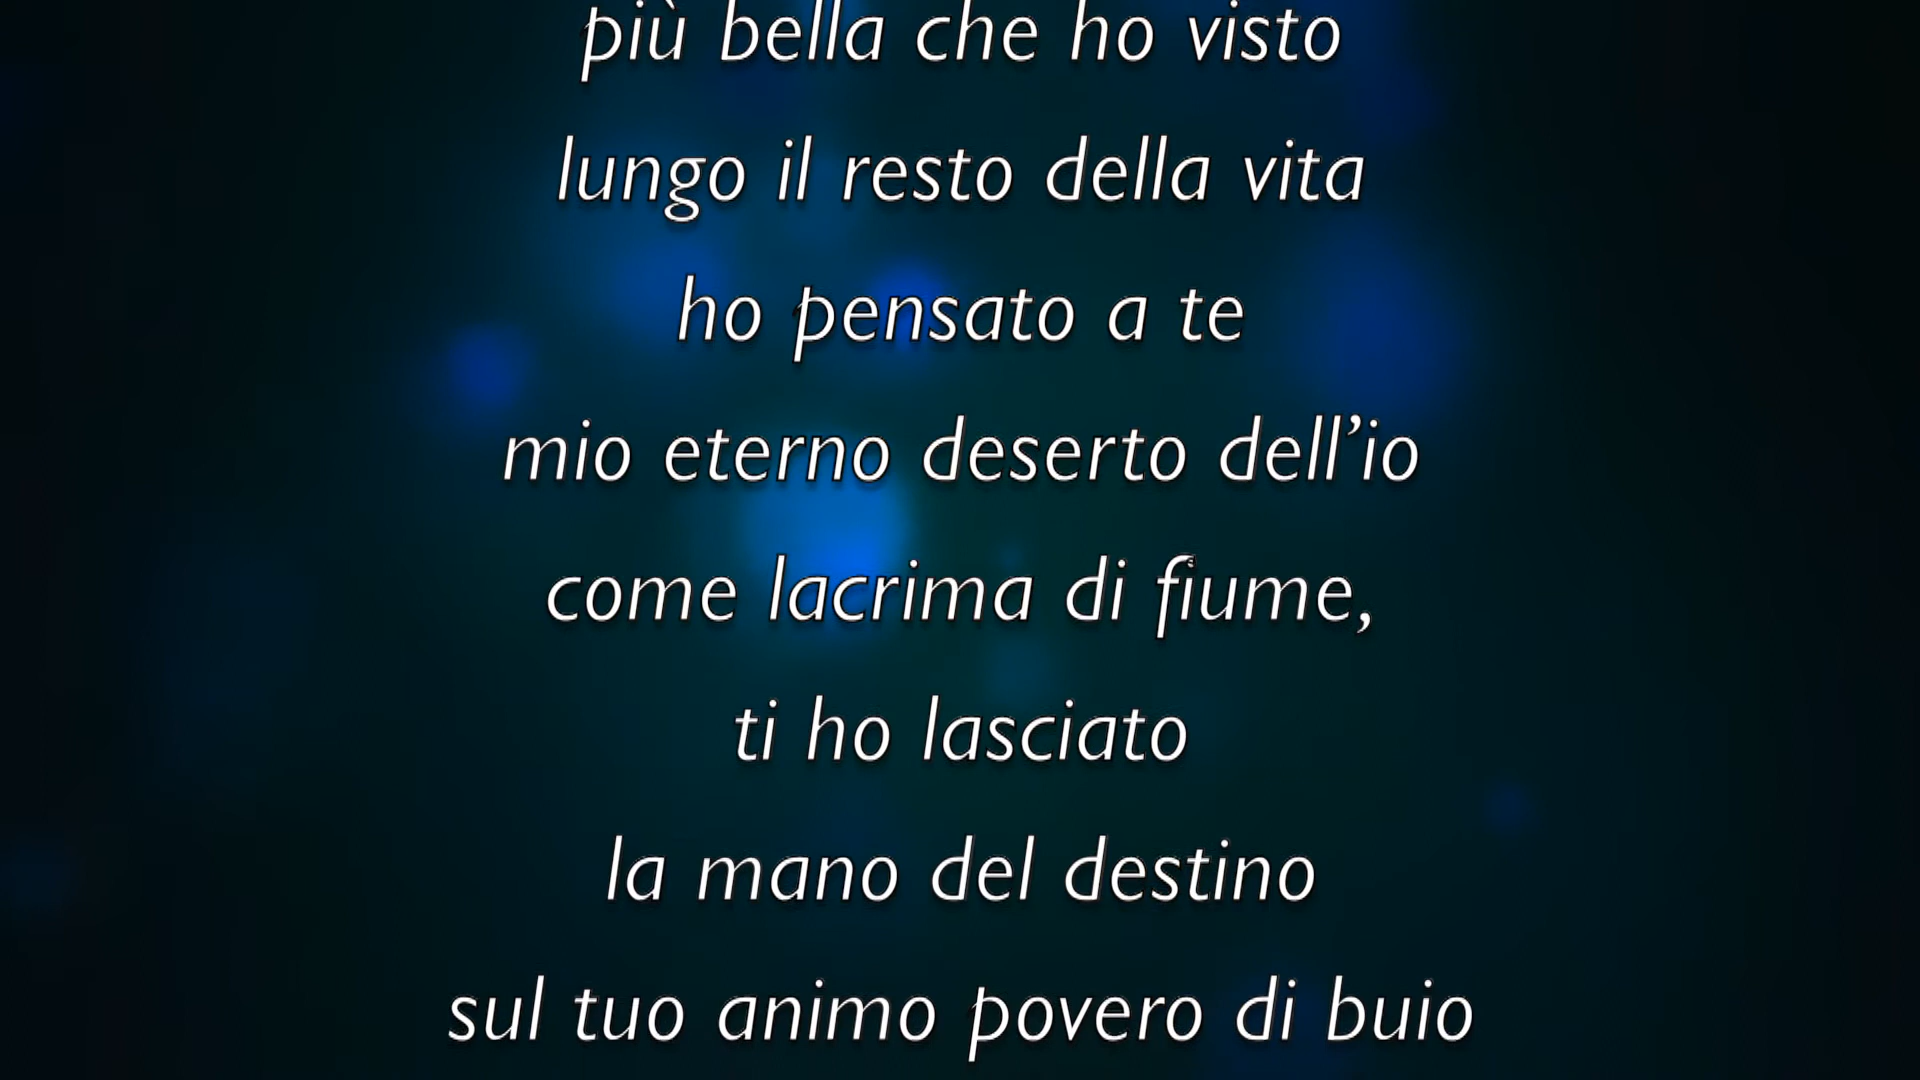 più bella che ho visto
lungo il resto della vita
ho pensato a te
mio eterno deserto dell’io
come lacrima di fiume,
ti ho lasciato
la mano del destino
sul tuo animo povero di buio